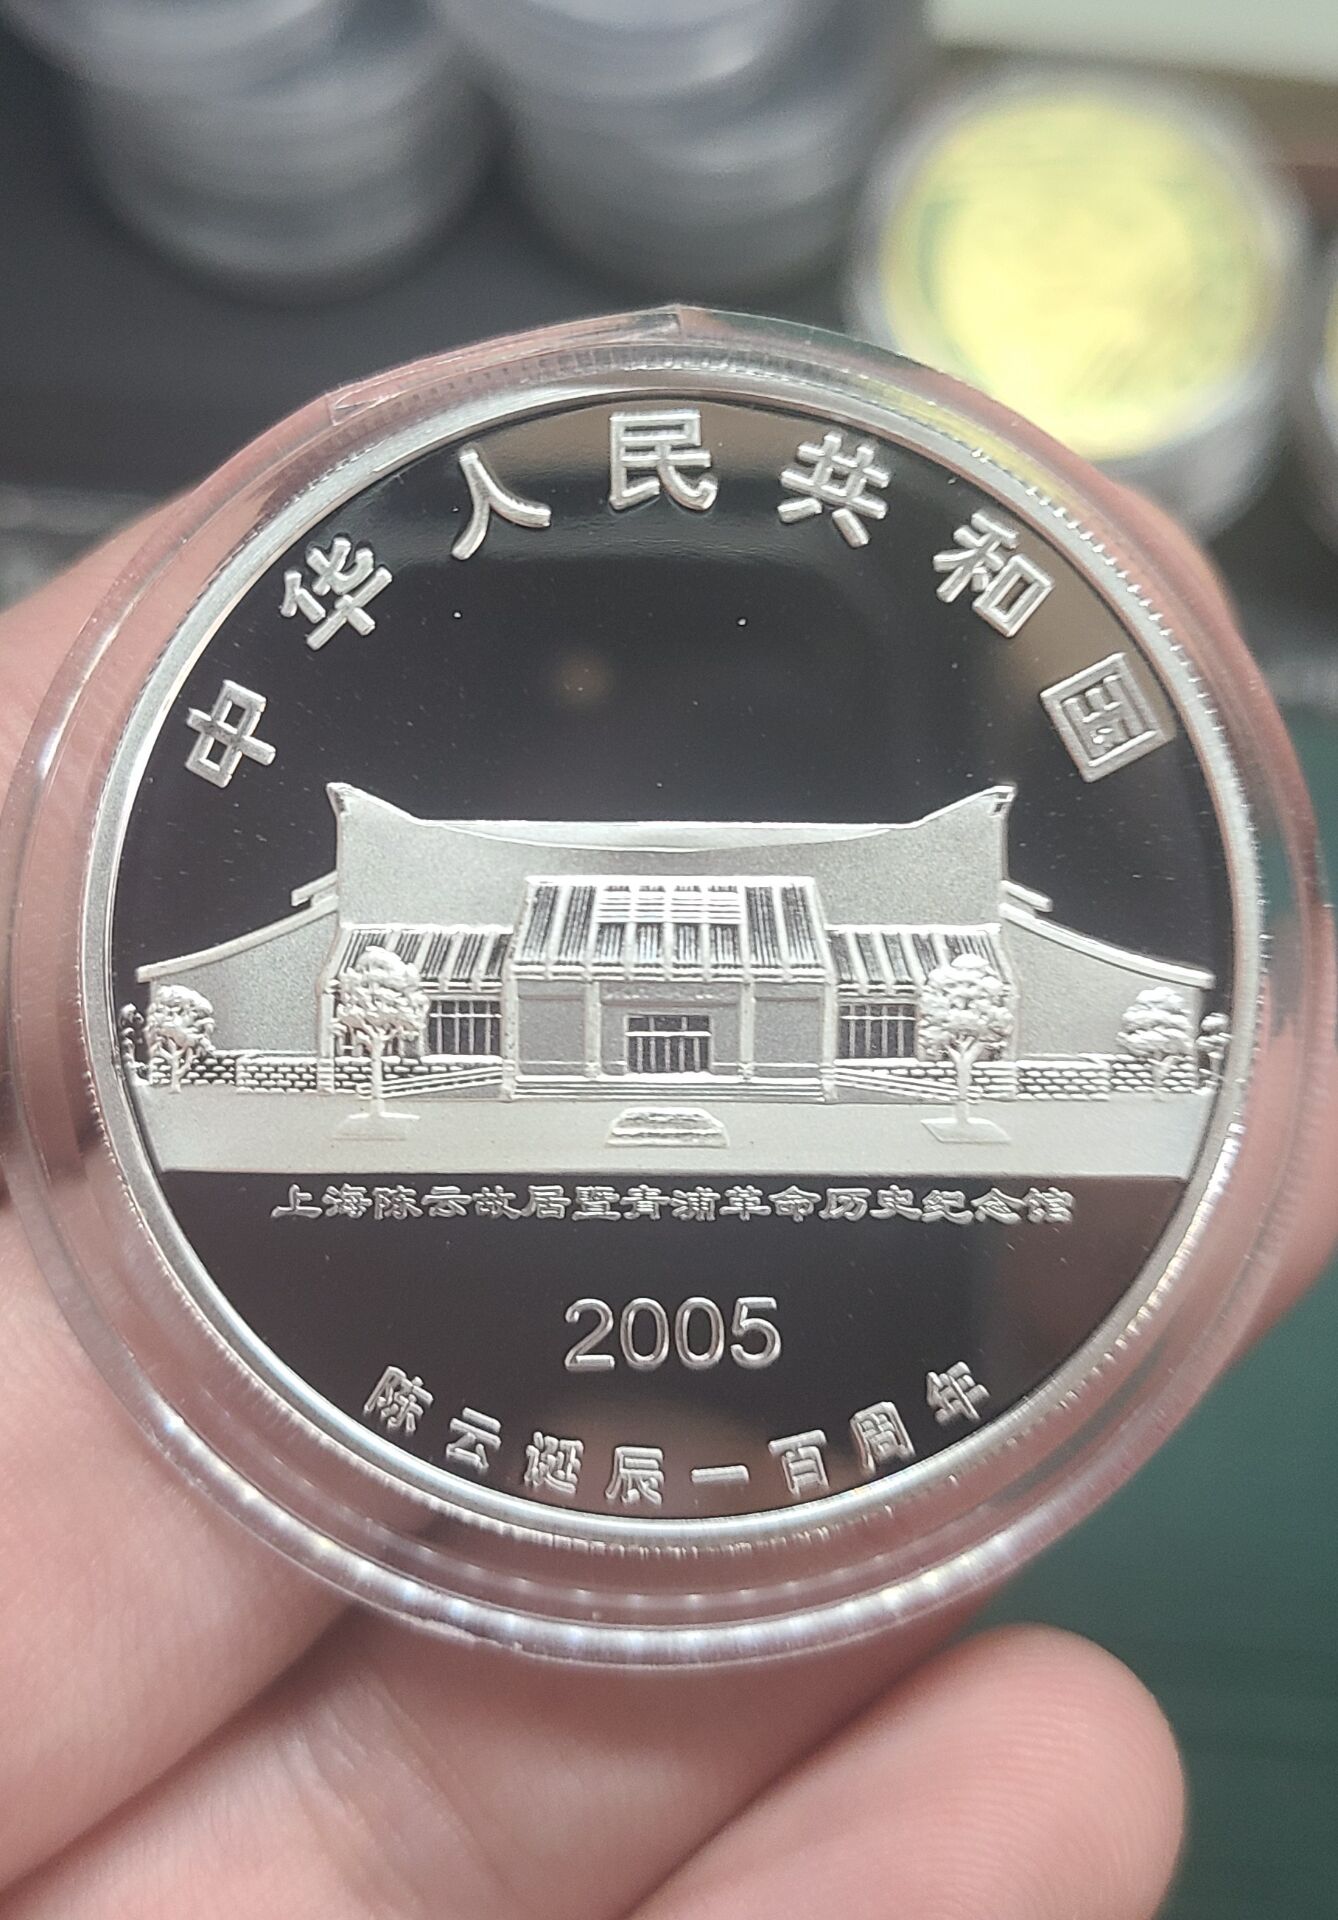 中华人民共和国
上海陈云故居暨青浦革命历史纪念馆
2005
陈云诞辰一百周年